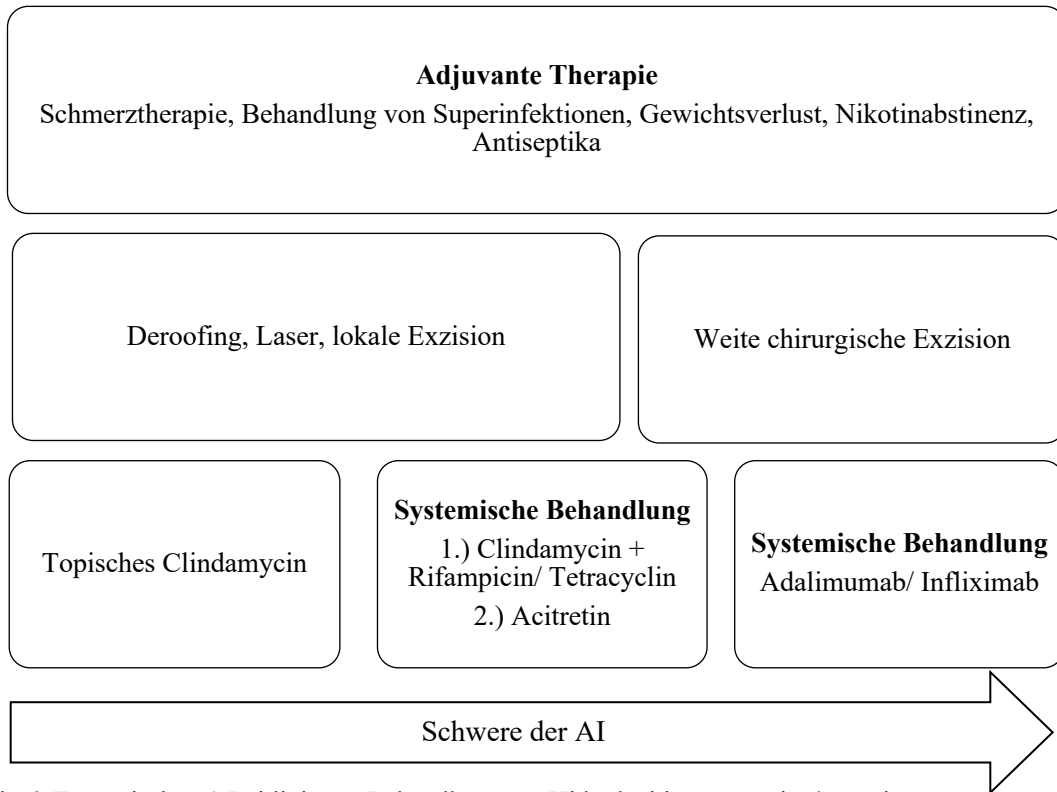 Adjuvante Therapie
Schmerztherapie, Behandlung von Superinfektionen, Gewichtsverlust, Nikotinabstinenz,
Antiseptika
Deroofing, Laser, lokale Exzision
Weite chirurgische Exzision
Topisches Clindamycin
Systemische Behandlung
1.) Clindamycin +
Rifampicin/ Tetracyclin
2.) Acitretin
Systemische Behandlung
Adalimumab/ Infliximab
Schwere der AI